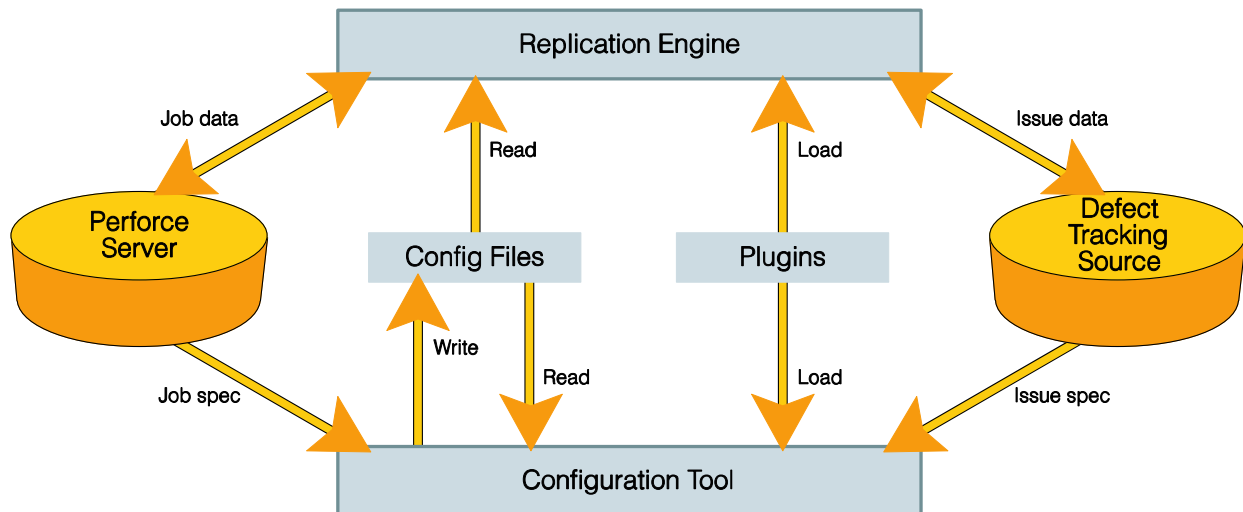 Replication Engine
Job data
Issue data
Read
Load
Perforce
Server
Config Files
Plugins
Defect
Tracking
Source
Write
Read
Load
Job spec
Issue spec
Configuration Tool